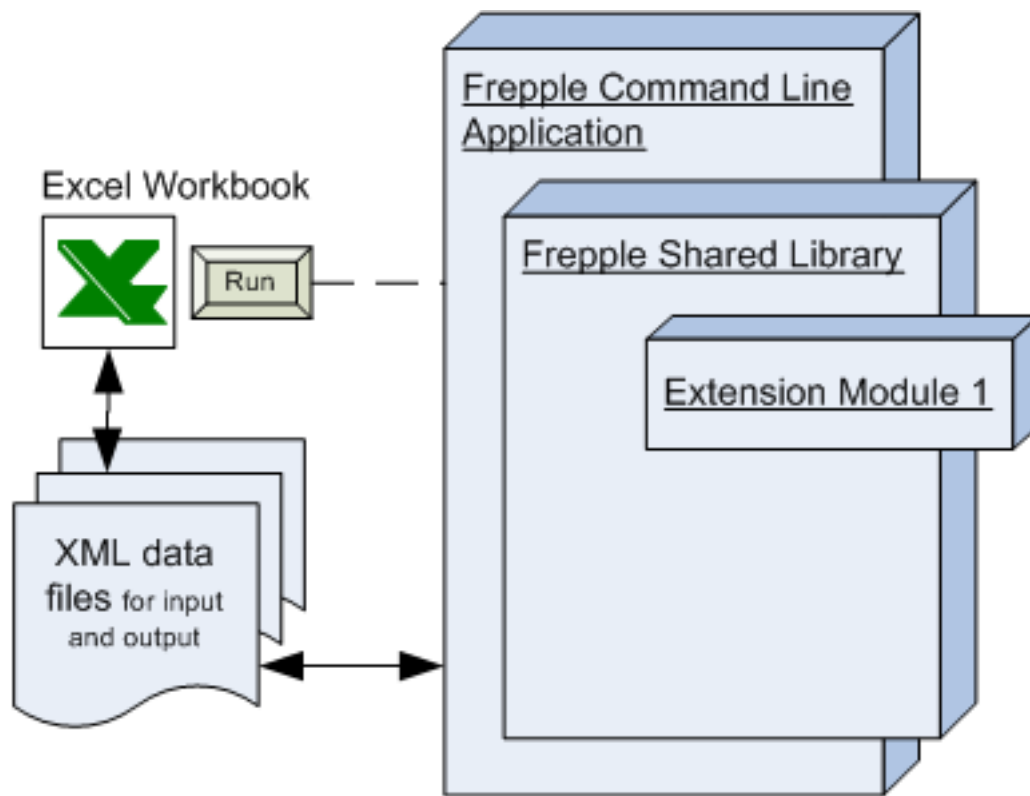 Frepple Command Line
Application
Excel Workbook
Run
Frepple Shared Library
Extension Module 1
XML data
files for input
and output